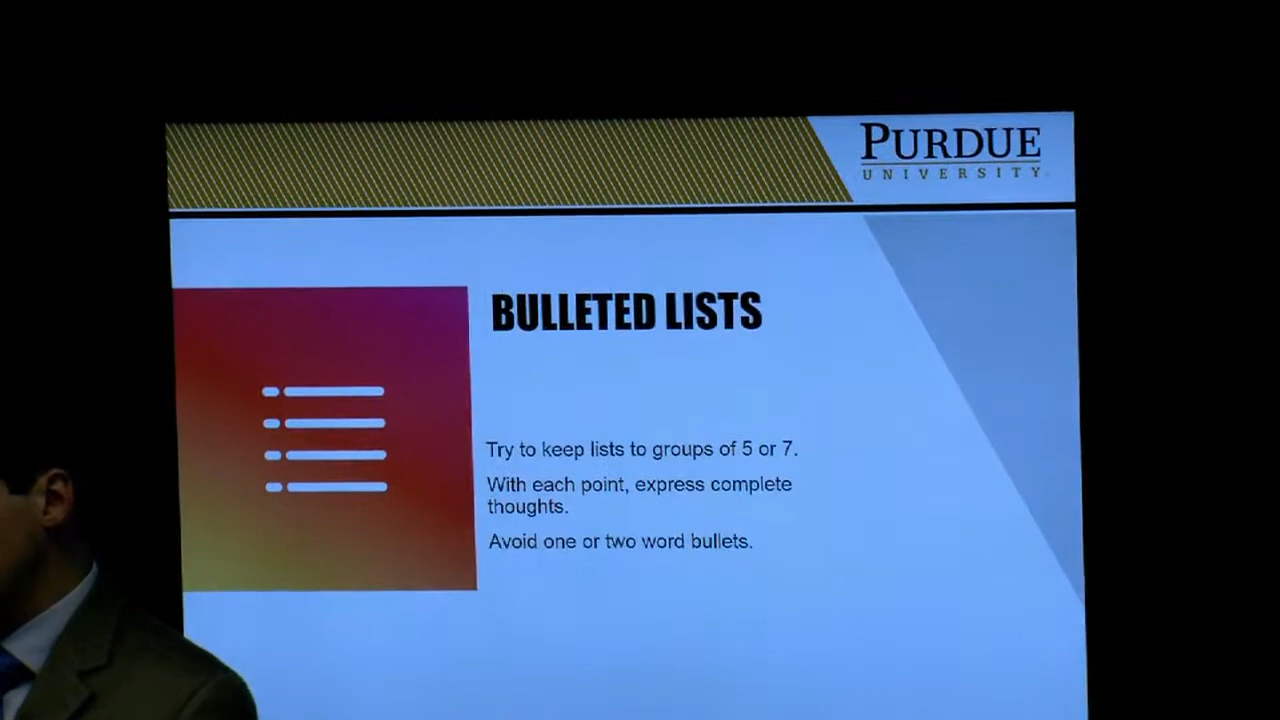 PURDUE
UNIVERSITY
BULLETED LISTS
Try to keep lists to groups of 5 or 7.
With each point, express complete
thoughts.
Avoid one or two word bullets.